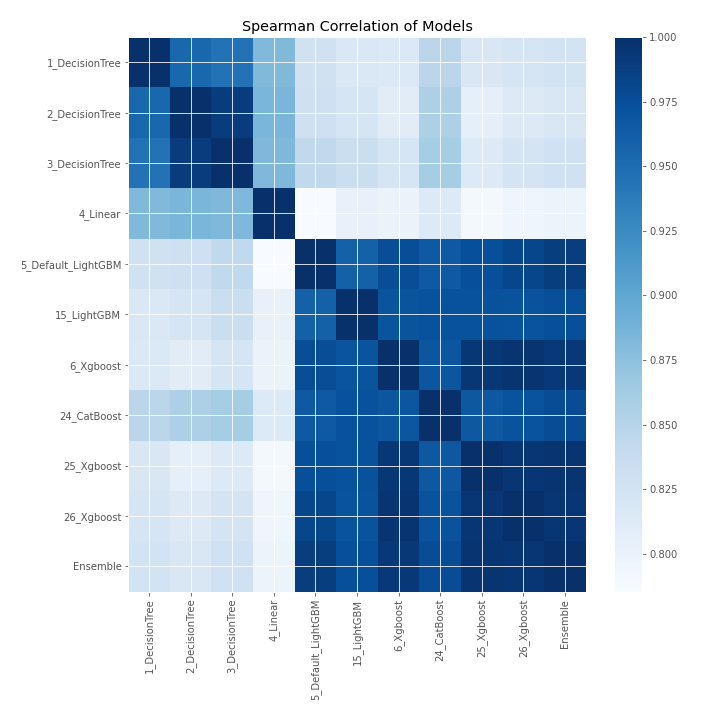 Spearman Correlation of Models
1_DecisionTree
2_DecisionTree
3_DecisionTree
4_Linear
5_Default_LightGBM
15_LightGBM
6_Xgboost
24_CatBoost
25_Xgboost
26_Xgboost
Ensemble
1_DecisionTree
2_DecisionTree
3_DecisionTree
4_Linear
5_Default_LightGBM
15_LightGBM
6_Xgboost
24_CatBoost
25_Xgboost
26_Xgboost
Ensemble
1.000
0.975
0.950
0.925
0.900
0.875
0.850
0.825
0.800